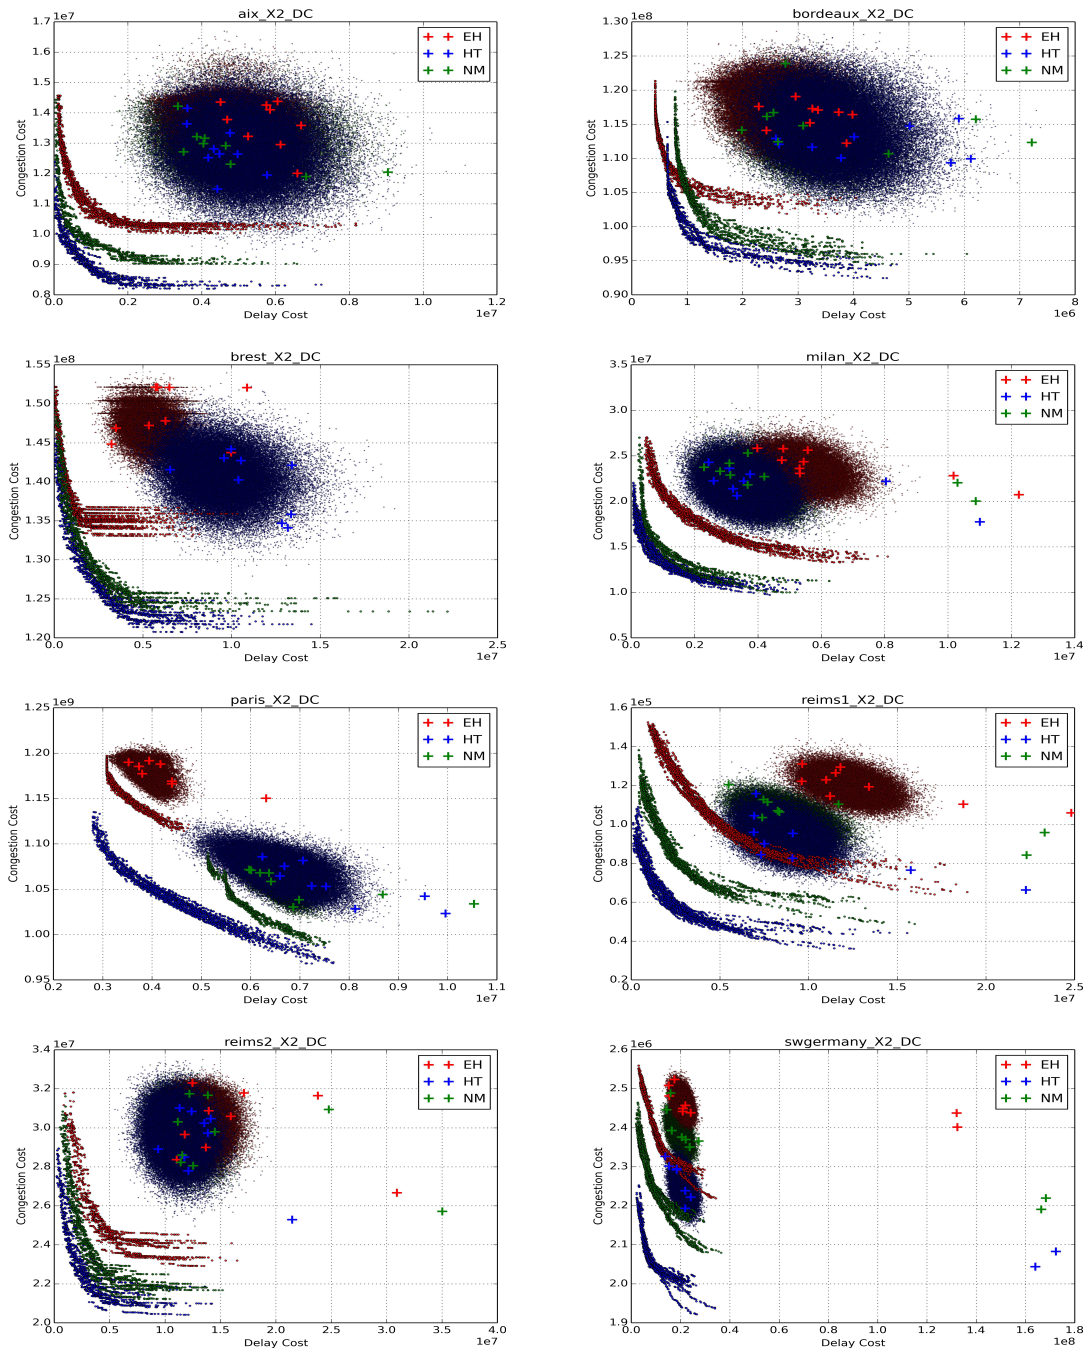 aix_X2_DC
1e7
1.7
1.6
1.5
1.4
1.3
1.2
1.1
1.0
0.9
0.8
Congestion Cost
EH
HT
NM
0.0 0.2 0.4 0.6 0.8 1.0 1.2
Delay Cost
1e7
bordeaux_X2_DC
1e8
1.30
1.25
1.20
1.15
1.10
1.05
1.00
0.95
0.90
Congestion Cost
EH
HT
NM
0 1 2 3 4 5 6 7 8
Delay Cost
1e6
brest_X2_DC
1e8
1.55
1.50
1.45
1.40
1.35
1.30
1.25
1.20
Congestion Cost
EH
HT
NM
0.0 0.5 1.0 1.5 2.0 2.5
Delay Cost
1e7
milan_X2_DC
1e7
3.5
3.0
2.5
2.0
1.5
1.0
0.5
Congestion Cost
EH
HT
NM
0.0 0.2 0.4 0.6 0.8 1.0 1.2 1.4
Delay Cost
1e7
paris_X2_DC
1e9
1.25
1.20
1.15
1.10
1.05
1.00
0.95
Congestion Cost
EH
HT
NM
0.2 0.3 0.4 0.5 0.6 0.7 0.8 0.9 1.0 1.1
Delay Cost
1e7
reims1_X2_DC
1e5
1.6
1.4
1.2
1.0
0.8
0.6
0.4
0.2
Congestion Cost
EH
HT
NM
0.0 0.5 1.0 1.5 2.0 2.5
Delay Cost
1e7
reims2_X2_DC
1e7
3.4
3.2
3.0
2.8
2.6
2.4
2.2
2.0
Congestion Cost
EH
HT
NM
0.0 0.5 1.0 1.5 2.0 2.5 3.0 3.5 4.0
Delay Cost
1e7
swgermany_X2_DC
1e6
2.6
2.5
2.4
2.3
2.2
2.1
2.0
1.9
Congestion Cost
EH
HT
NM
0.0 0.2 0.4 0.6 0.8 1.0 1.2 1.4 1.6 1.8
Delay Cost
1e8